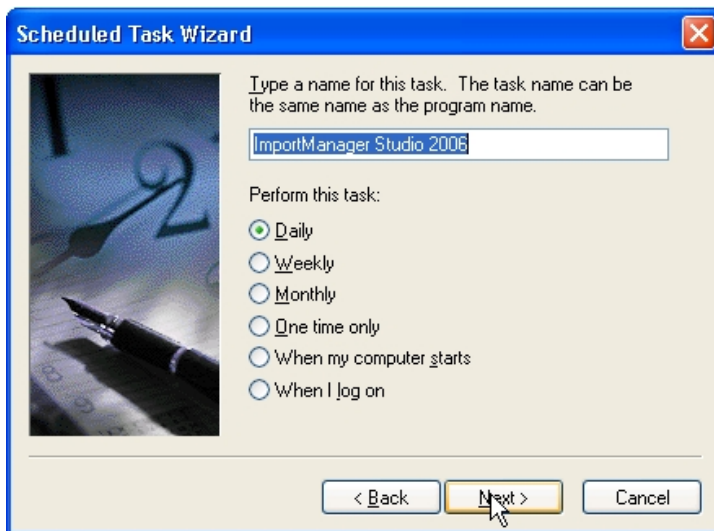 Scheduled Task Wizard
Type a name for this task. The task name can be
the same name as the program name.
ImportManager Studio 2006
Perform this task:
Daily
Weekly
Monthly
One time only
When my computer starts
When I log on
< Back Next > Cancel